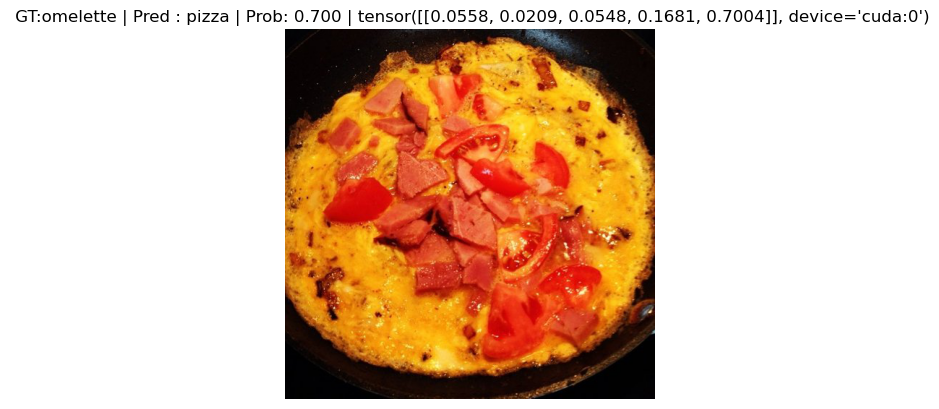 GT:omelette | Pred : pizza | Prob: 0.700 | tensor([[0.0558, 0.0209, 0.0548, 0.1681, 0.7004]], device='cuda:0')